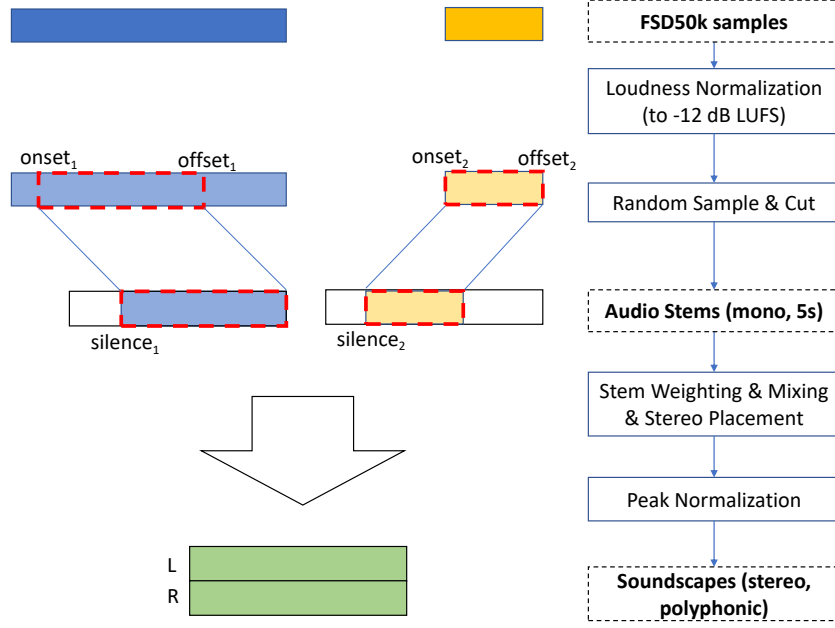 FSD50k samples
Loudness Normalization
(to -12 dB LUFS)
onset₁
offset₁
onset₂
offset₂
Random Sample & Cut
silence₁
silence₂
Audio Stems (mono, 5s)
Stem Weighting & Mixing
& Stereo Placement
Peak Normalization
L
R
Soundscapes (stereo,
polyphonic)